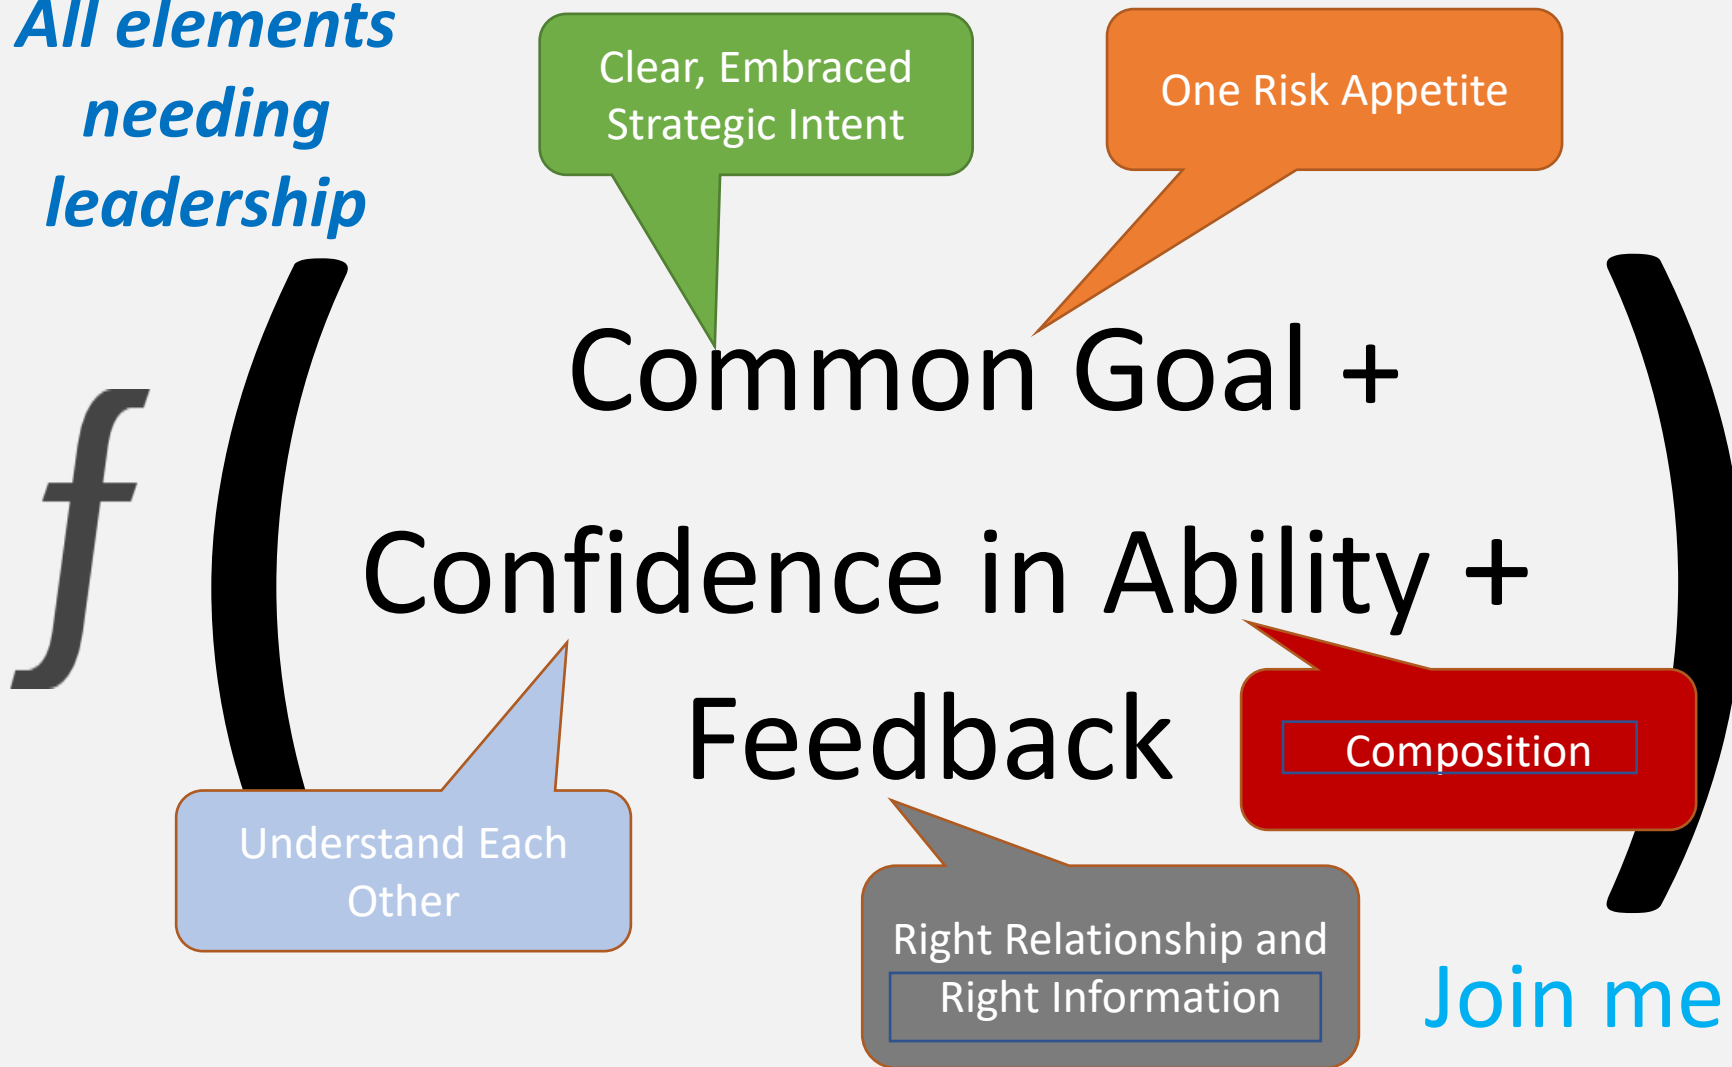 All elements
needing
leadership
Clear, Embraced
Strategic Intent
One Risk Appetite
ƒ
(
Common Goal +
)
Confidence in Ability +
Feedback
Composition
Understand Each
Other
Right Relationship and
Right Information
Join me